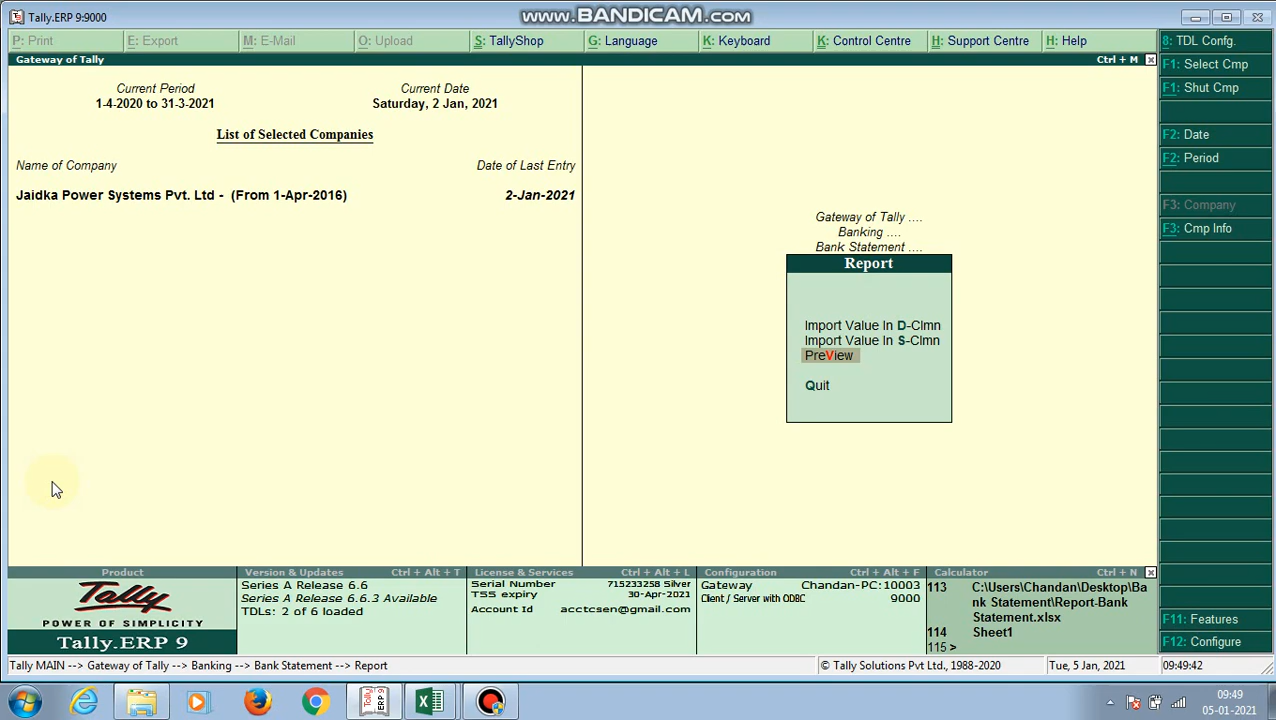 Tally.ERP 9:9000
www.BANDICAM.com
P: Print
E: Export
M: E-Mail
O: Upload
S: TallyShop
G: Language
K: Keyboard
K: Control Centre
H: Support Centre
H: Help
Gateway of Tally
Ctrl + M
Current Period
1-4-2020 to 31-3-2021
Current Date
Saturday, 2 Jan, 2021
List of Selected Companies
Name of Company
Date of Last Entry
Jaidka Power Systems Pvt. Ltd - (From 1-Apr-2016)
2-Jan-2021
Gateway of Tally ....
Banking ....
Bank Statement ....
Report
Import Value In D-Clmn
Import Value In S-Clmn
PreView
Quit
8: TDL Confg.
F1: Select Cmp
F1: Shut Cmp
F2: Date
F2: Period
F3: Company
F3: Cmp Info
F11: Features
F12: Configure
Product
Tally
POWER OF SIMPLICITY
Tally.ERP 9
Version & Updates
Ctrl + Alt + T
Series A Release 6.6
Series A Release 6.6.3 Available
TDLs: 2 of 6 loaded
License & Services
Ctrl + Alt + L
Serial Number
715233258 Silver
TSS expiry
30-Apr-2021
Account Id
acctcsen@gmail.com
Configuration
Ctrl + Alt + F
Gateway
Chandan-PC:10003
Client / Server with ODBC
9000
Calculator
Ctrl + N
113
C:\Users\Chandan\Desktop\Ba
nk Statement\Report-Bank
Statement.xlsx
114
Sheet1
115 >
Tally MAIN --> Gateway of Tally --> Banking --> Bank Statement --> Report
© Tally Solutions Pvt Ltd., 1988-2020
Tue, 5 Jan, 2021
09:49:42
Tally
ERP 9
09:49
05-01-2021